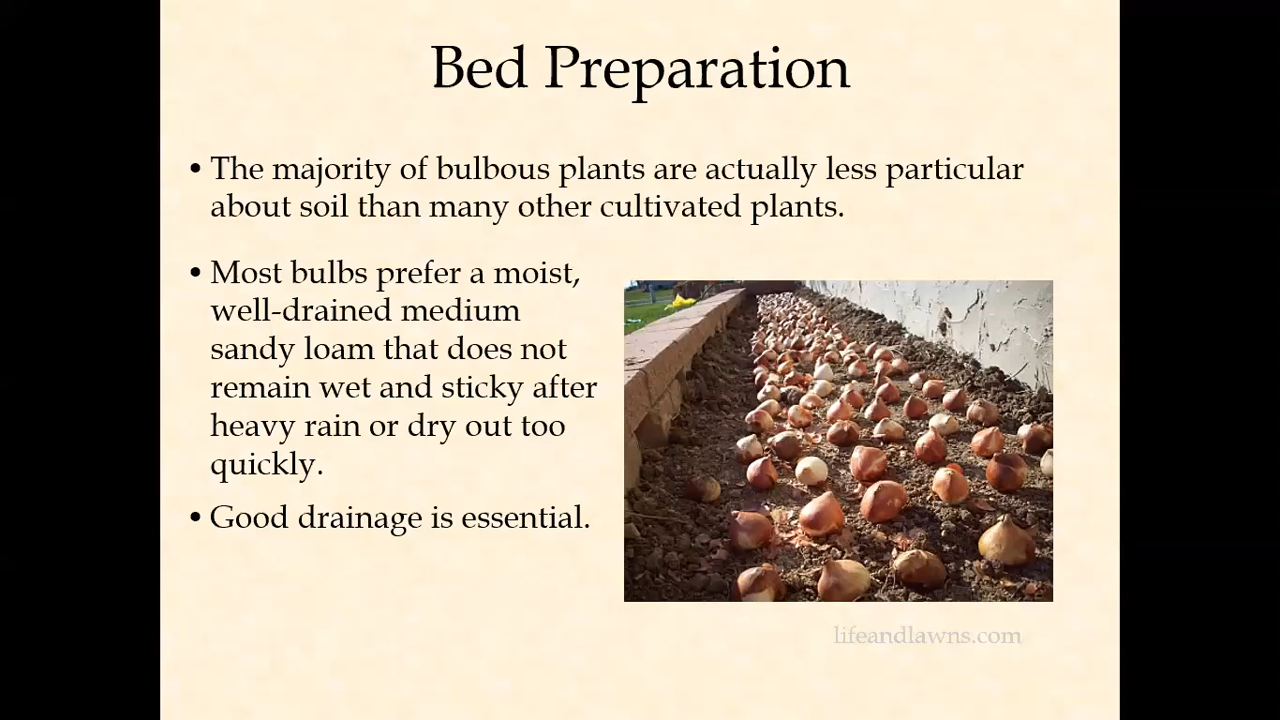 Bed Preparation
• The majority of bulbous plants are actually less particular
about soil than many other cultivated plants.
• Most bulbs prefer a moist,
well-drained medium
sandy loam that does not
remain wet and sticky after
heavy rain or dry out too
quickly.
• Good drainage is essential.
lifeandlawns.com